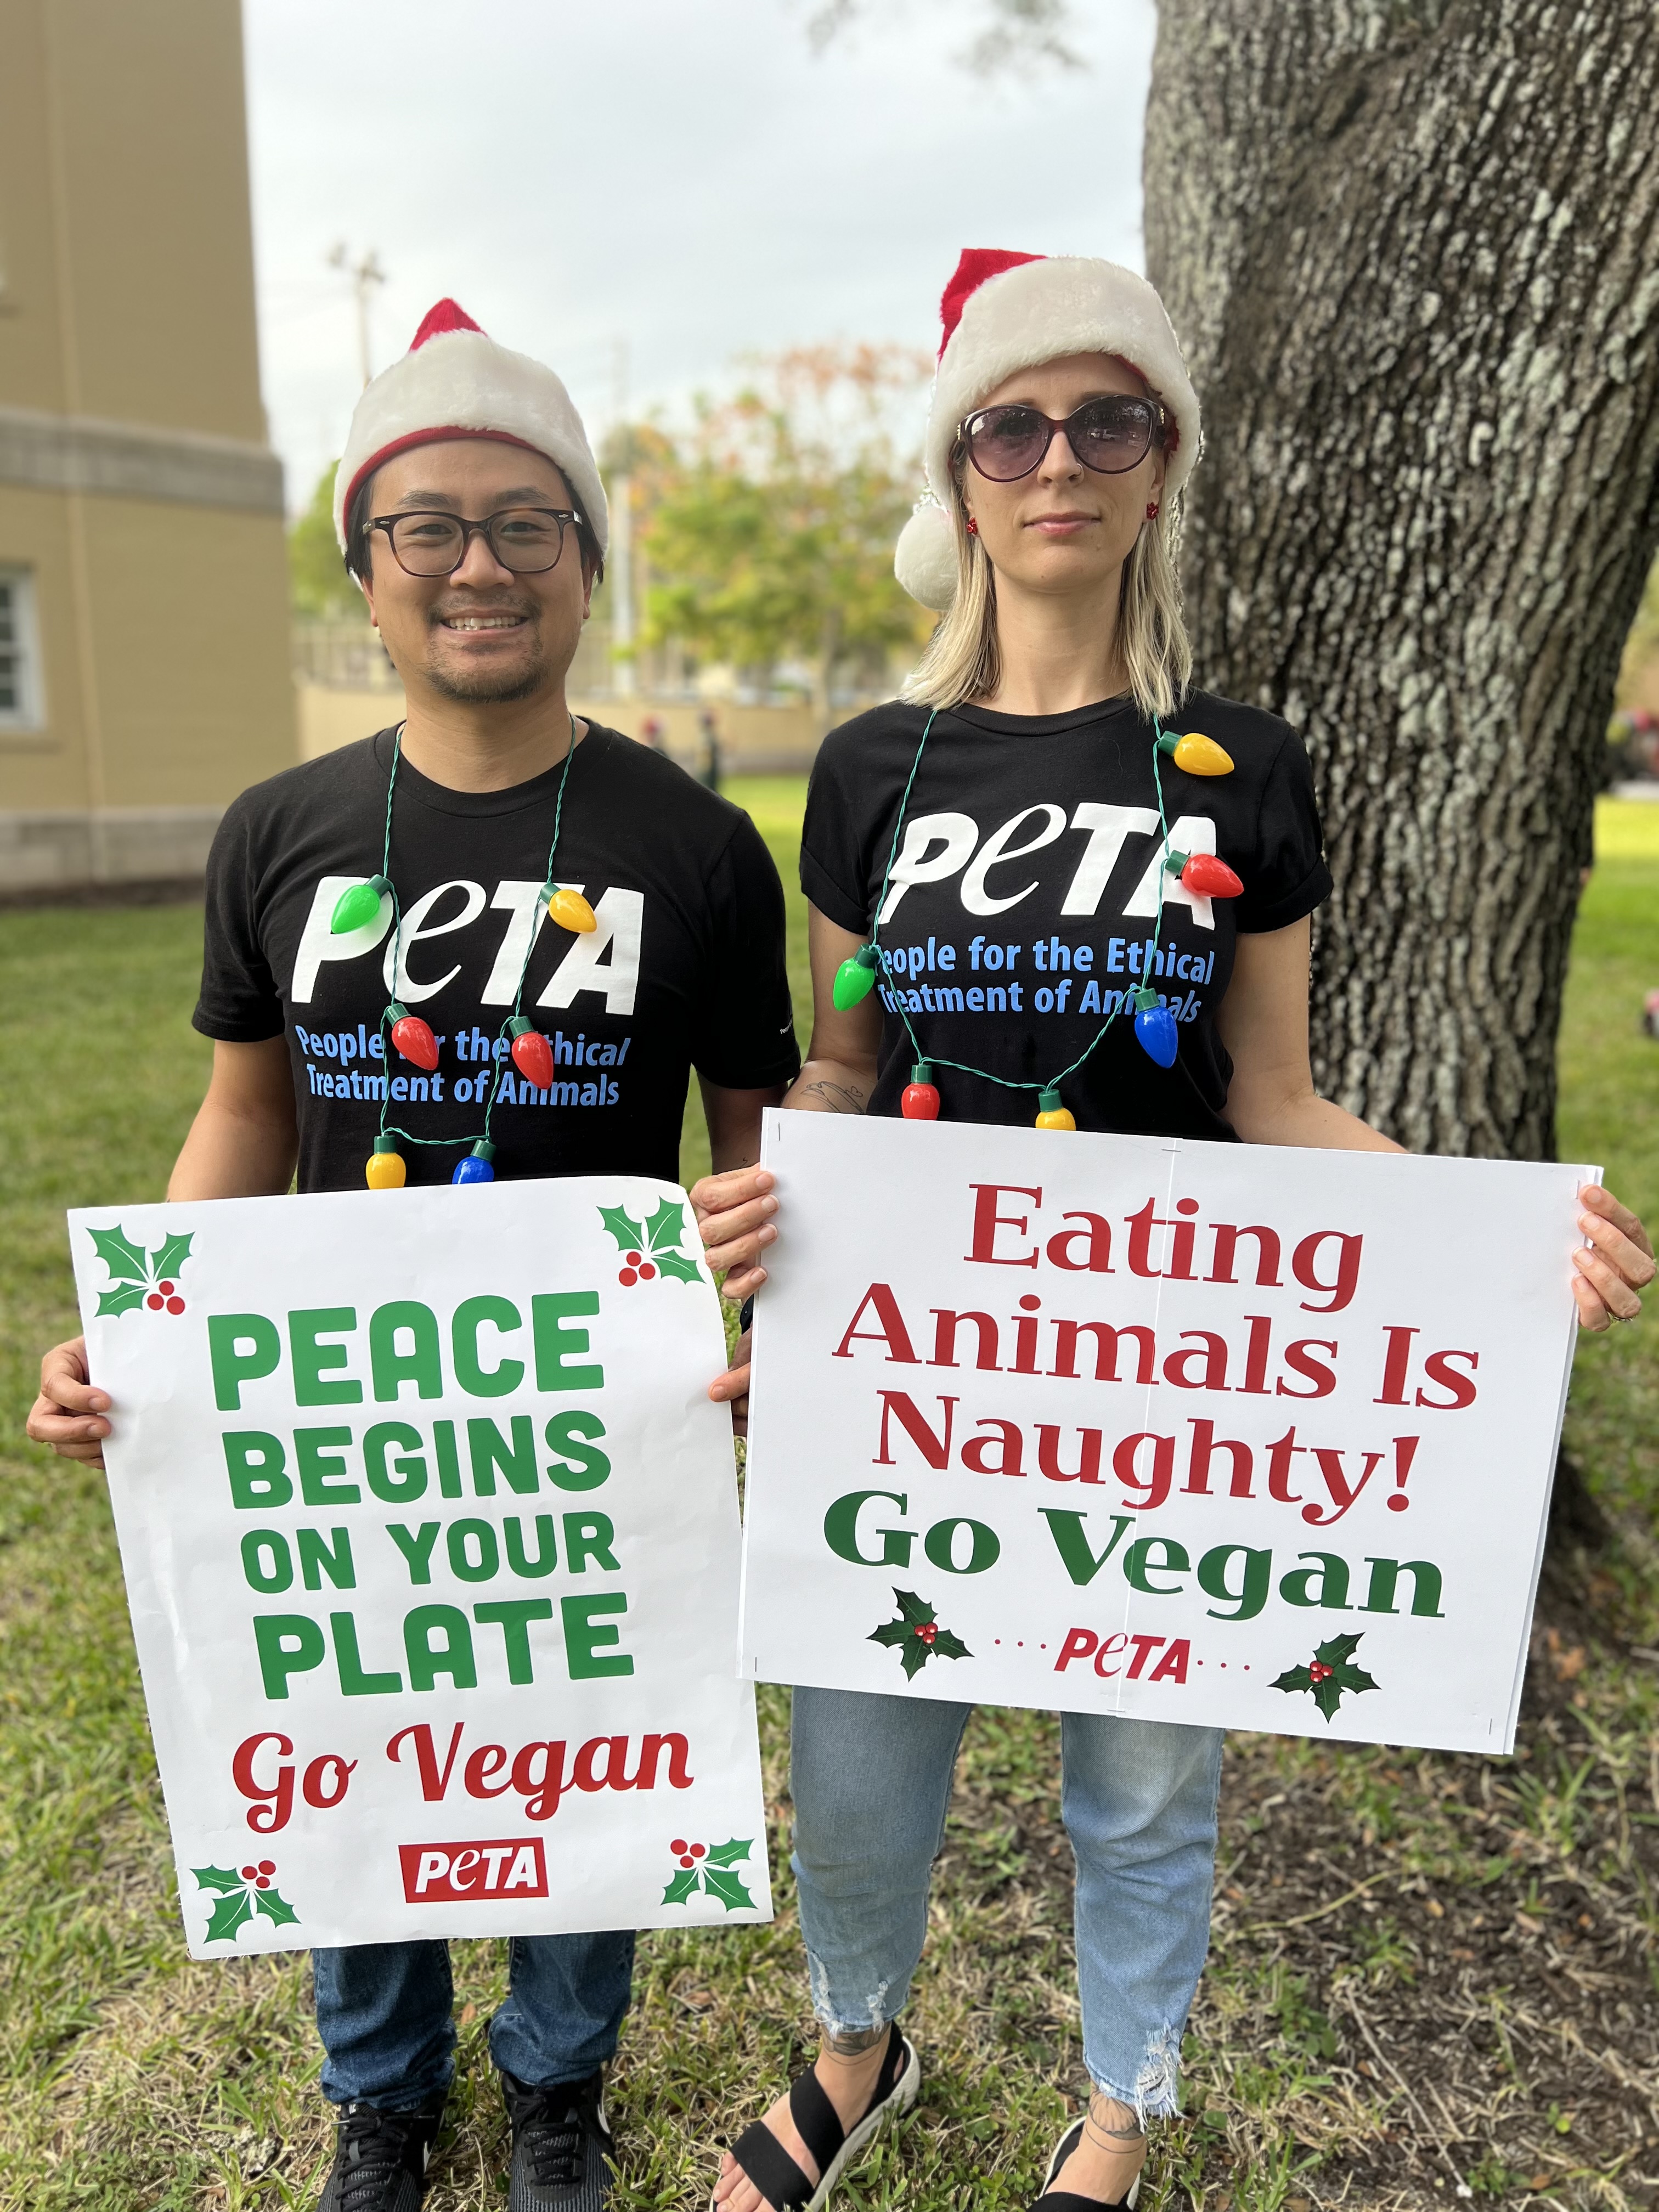 PeTA
People for the Ethical
Treatment of Animals
PeTA
People for the Ethical
Treatment of Animals
PEACE
BEGINS
ON YOUR
PLATE
Go Vegan
PeTA
Eating
Animals Is
Naughty!
Go Vegan
PeTA